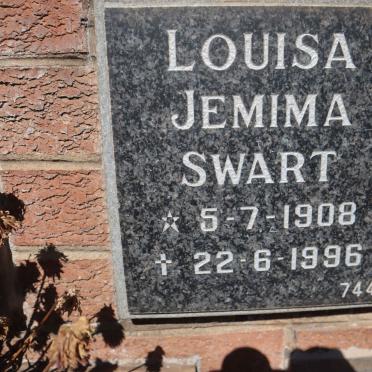 LOUISA
JEMIMA
SWART
☆ 5-7-1908
✝ 22-6-1996
744